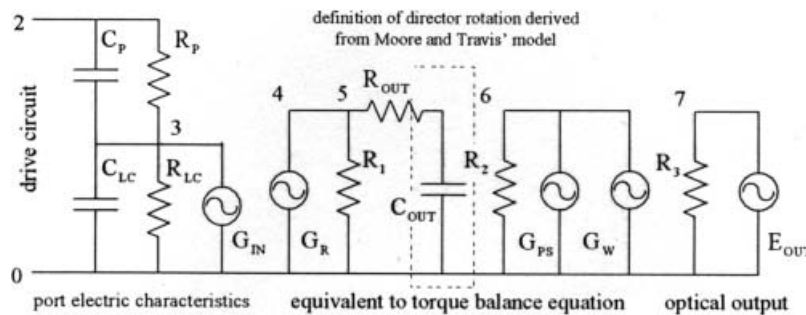 definition of director rotation derived
from Moore and Travis' model
2
C_P
R_P
R_OUT
4
5
6
7
3
drive circuit
C_LC
R_LC
R_1
R_2
R_3
G_IN
G_R
C_OUT
G_PS
G_W
E_OUT
0
port electric characteristics
equivalent to torque balance equation
optical output